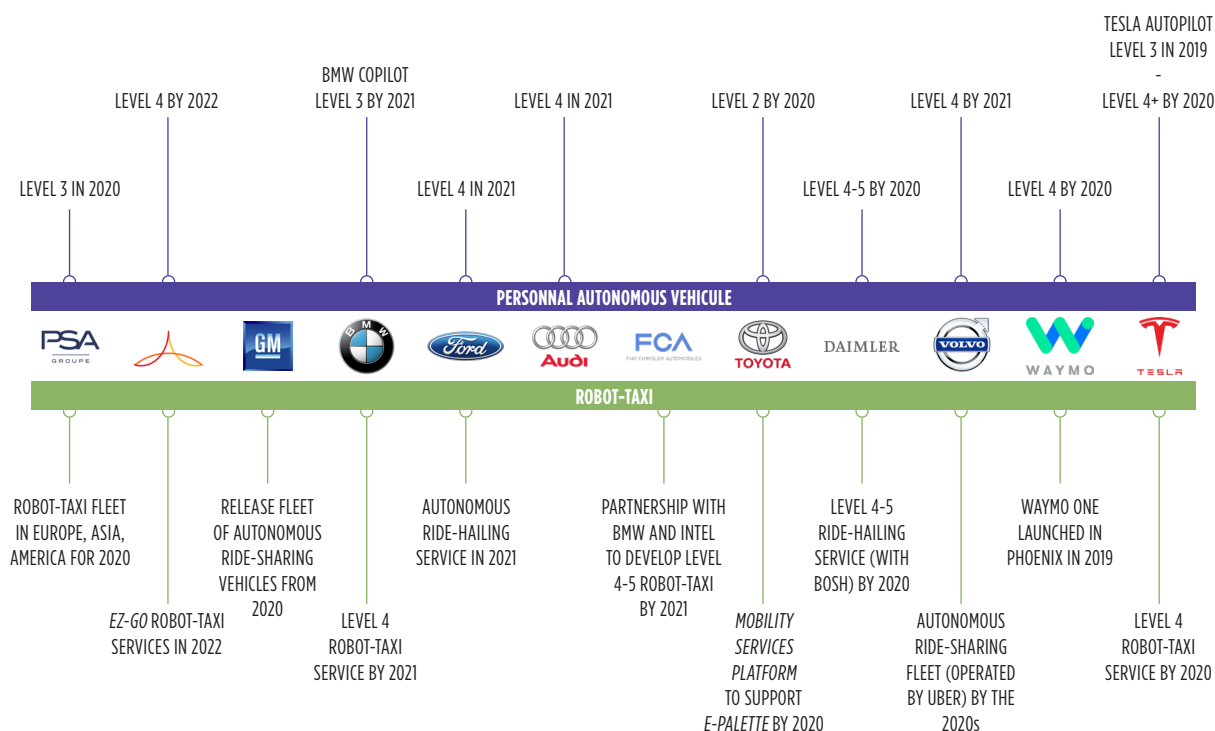 TESLA AUTOPILOT
LEVEL 3 IN 2019
-
LEVEL 4+ BY 2020
BMW COPILOT
LEVEL 3 BY 2021
LEVEL 4 BY 2022
LEVEL 4 IN 2021
LEVEL 2 BY 2020
LEVEL 4 BY 2021
LEVEL 3 IN 2020
LEVEL 4 IN 2021
LEVEL 4-5 BY 2020
LEVEL 4 BY 2020
PERSONNAL AUTONOMOUS VEHICULE
PSA
GROUPE
GM
BMW
Ford
Audi
FCA
FIAT CHRYSLER AUTOMOBILES
TOYOTA
DAIMLER
VOLVO
WAYMO
TESLA
ROBOT-TAXI
ROBOT-TAXI FLEET
IN EUROPE, ASIA,
AMERICA FOR 2020
EZ-GO ROBOT-TAXI
SERVICES IN 2022
RELEASE FLEET
OF AUTONOMOUS
RIDE-SHARING
VEHICLES FROM
2020
LEVEL 4
ROBOT-TAXI
SERVICE BY 2021
AUTONOMOUS
RIDE-HAILING
SERVICE IN 2021
PARTNERSHIP WITH
BMW AND INTEL
TO DEVELOP LEVEL
4-5 ROBOT-TAXI
BY 2021
MOBILITY
SERVICES
PLATFORM
TO SUPPORT
E-PALETTE BY 2020
LEVEL 4-5
RIDE-HAILING
SERVICE (WITH
BOSH) BY 2020
AUTONOMOUS
RIDE-SHARING
FLEET (OPERATED
BY UBER) BY THE
2020s
WAYMO ONE
LAUNCHED IN
PHOENIX IN 2019
LEVEL 4
ROBOT-TAXI
SERVICE BY 2020